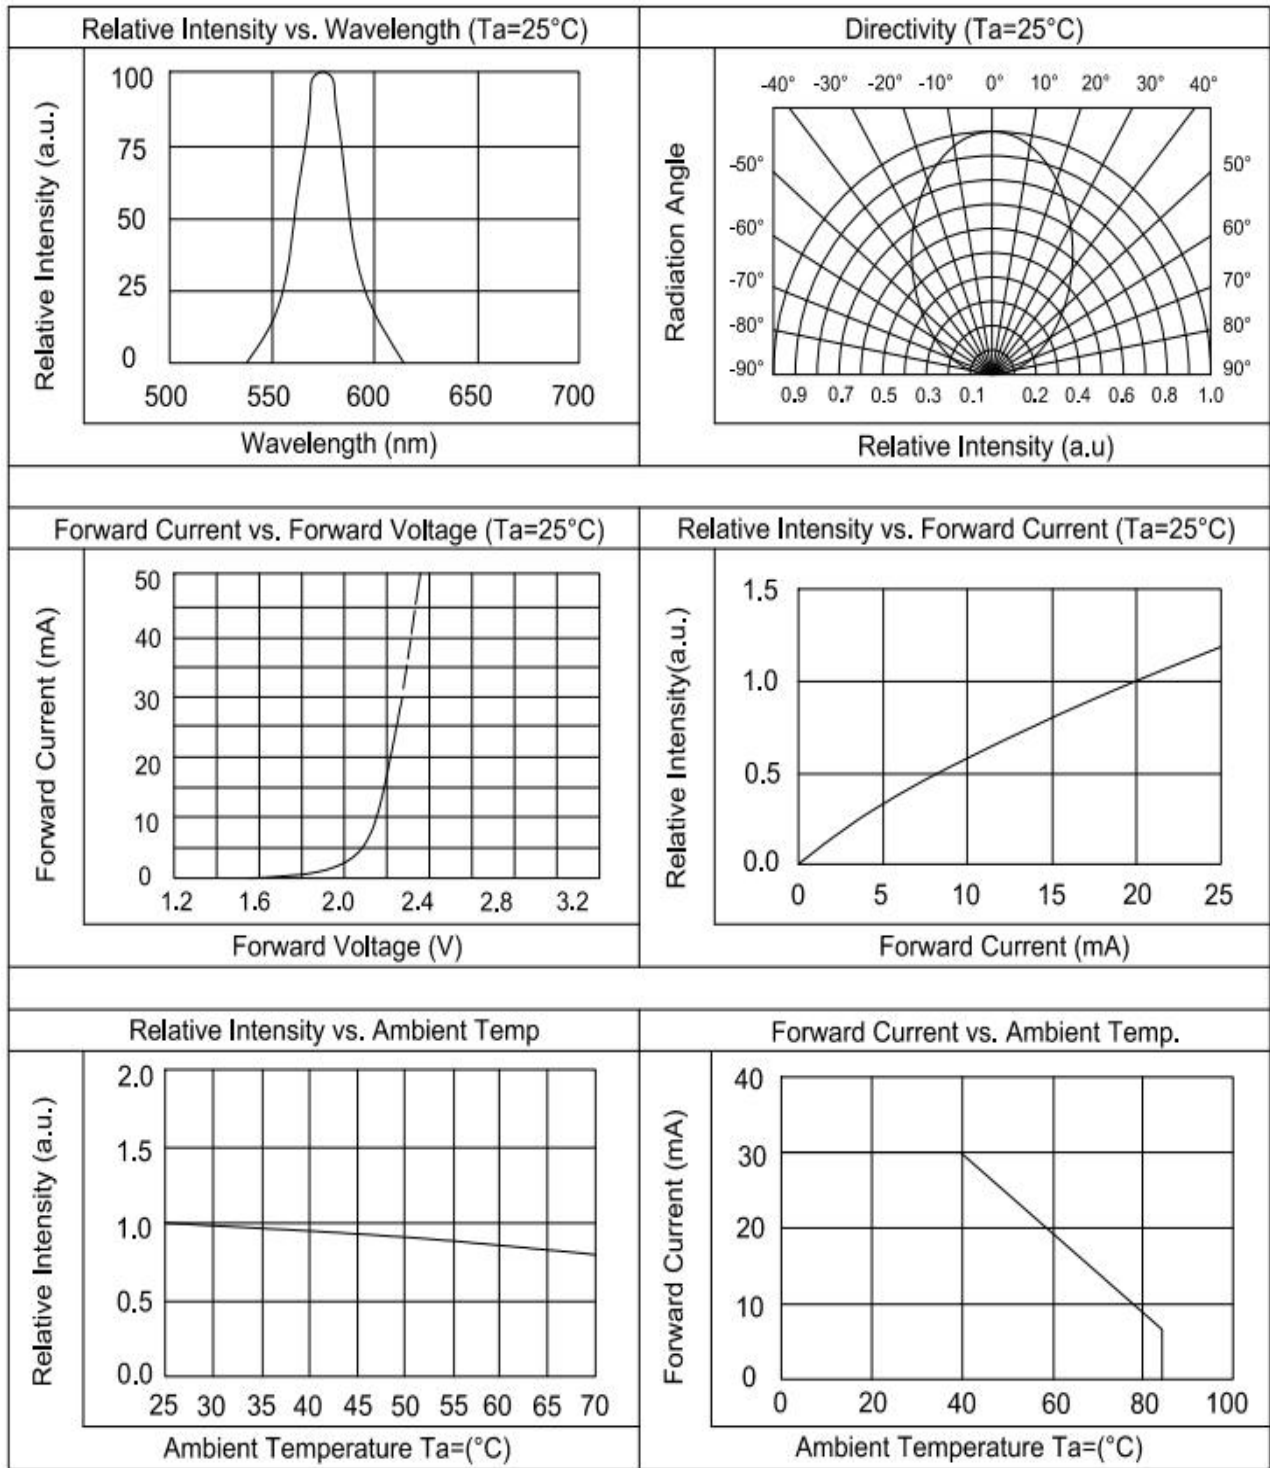 Relative Intensity vs. Wavelength (Ta=25°C)
Relative Intensity (a.u.)
100
75
50
25
0
500 550 600 650 700
Wavelength (nm)
Directivity (Ta=25°C)
Radiation Angle
-40° -30° -20° -10° 0° 10° 20° 30° 40°
-50° 50°
-60° 60°
-70° 70°
-80° 80°
-90° 90°
0.9 0.7 0.5 0.3 0.1 0.2 0.4 0.6 0.8 1.0
Relative Intensity (a.u)
Forward Current vs. Forward Voltage (Ta=25°C)
Forward Current (mA)
50
40
30
20
10
0
1.2 1.6 2.0 2.4 2.8 3.2
Forward Voltage (V)
Relative Intensity vs. Forward Current (Ta=25°C)
Relative Intensity(a.u.)
1.5
1.0
0.5
0.0
0 5 10 15 20 25
Forward Current (mA)
Relative Intensity vs. Ambient Temp
Relative Intensity (a.u.)
2.0
1.5
1.0
0.5
0.0
25 30 35 40 45 50 55 60 65 70
Ambient Temperature Ta=(°C)
Forward Current vs. Ambient Temp.
Forward Current (mA)
40
30
20
10
0
0 20 40 60 80 100
Ambient Temperature Ta=(°C)